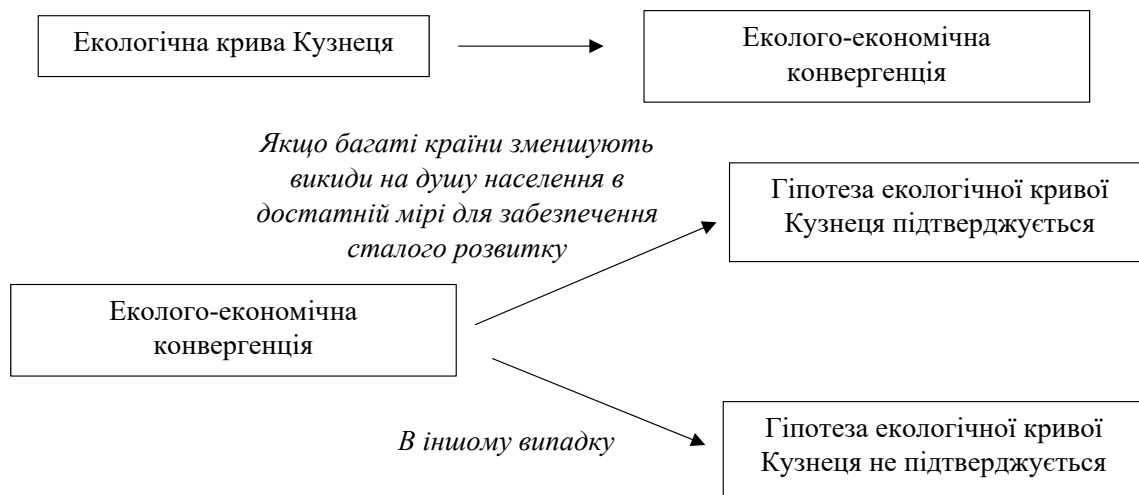 Екологічна крива Кузнеця
Еколого-економічна
конвергенція
Якщо багаті країни зменшують
викиди на душу населення в
достатній мірі для забезпечення
сталого розвитку
Гіпотеза екологічної кривої
Кузнеця підтверджується
Еколого-економічна
конвергенція
В іншому випадку
Гіпотеза екологічної кривої
Кузнеця не підтверджується